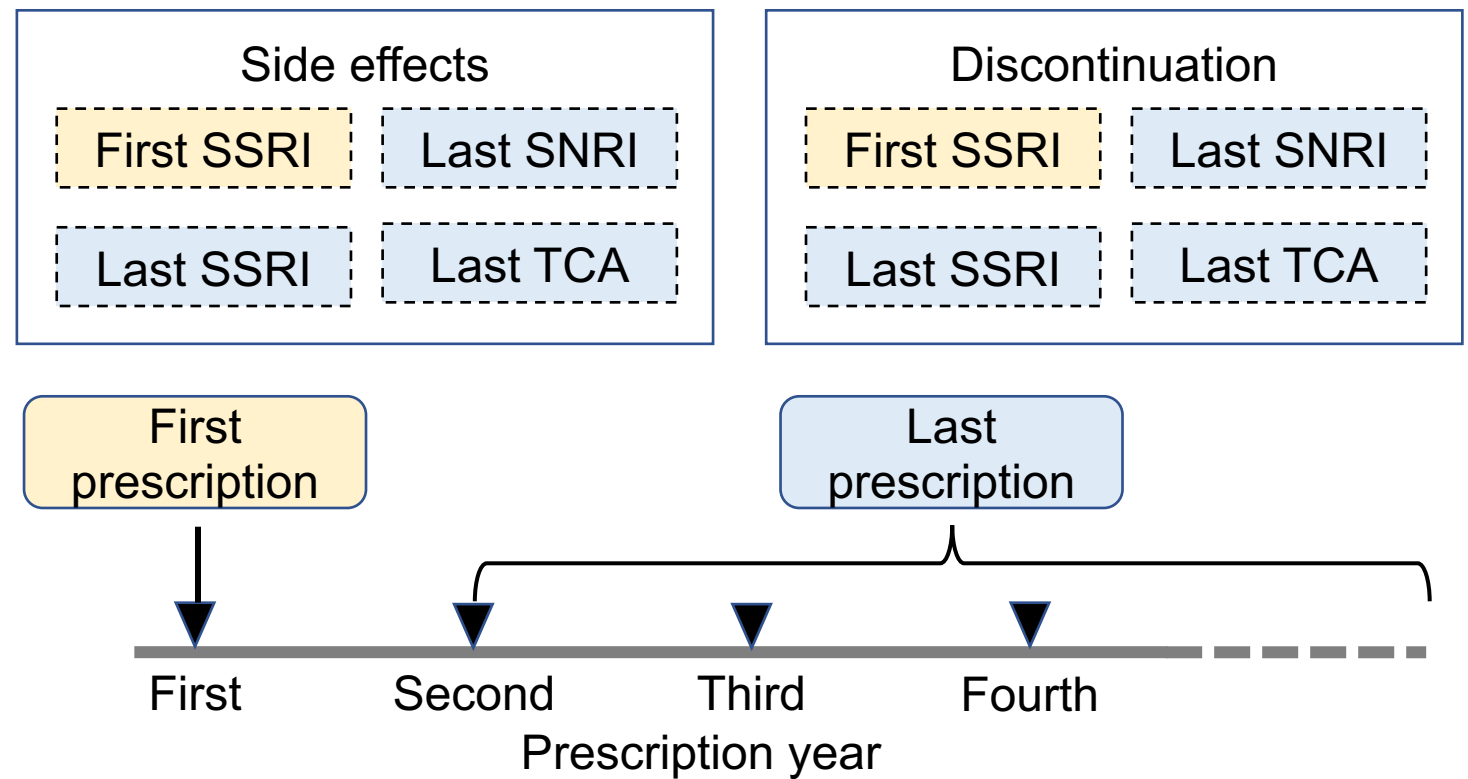 Side effects
First SSRI
Last SNRI
Last SSRI
Last TCA
Discontinuation
First SSRI
Last SNRI
Last SSRI
Last TCA
First
prescription
Last
prescription
First
Second
Third
Fourth
Prescription year